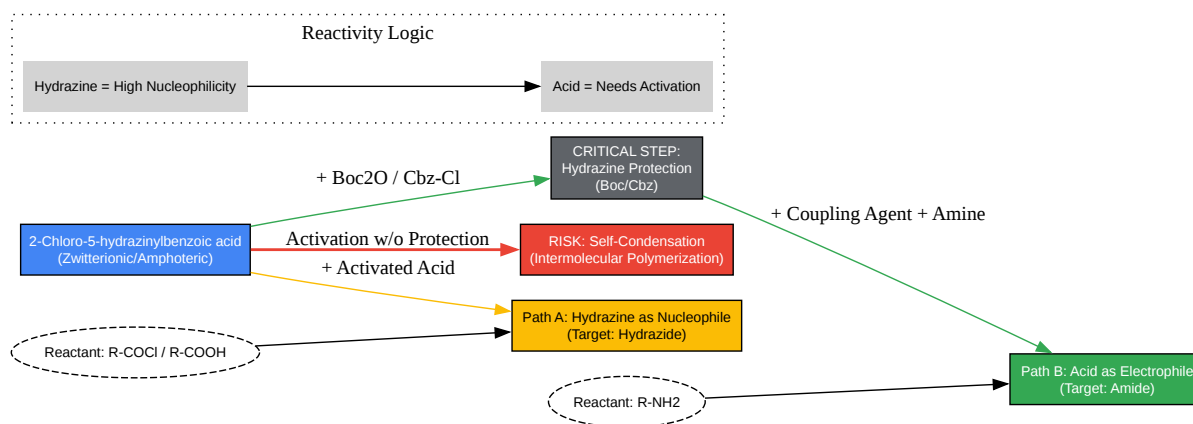 Reactivity Logic
Hydrazine = High Nucleophilicity
Acid = Needs Activation
CRITICAL STEP:
Hydrazine Protection
(Boc/Cbz)
+ Boc2O / Cbz-Cl
+ Coupling Agent + Amine
2-Chloro-5-hydrazinylbenzoic acid
(Zwitterionic/Amphoteric)
Activation w/o Protection
RISK: Self-Condensation
(Intermolecular Polymerization)
+ Activated Acid
Path A: Hydrazine as Nucleophile
(Target: Hydrazide)
Reactant: R-COCl / R-COOH
Path B: Acid as Electrophile
(Target: Amide)
Reactant: R-NH2